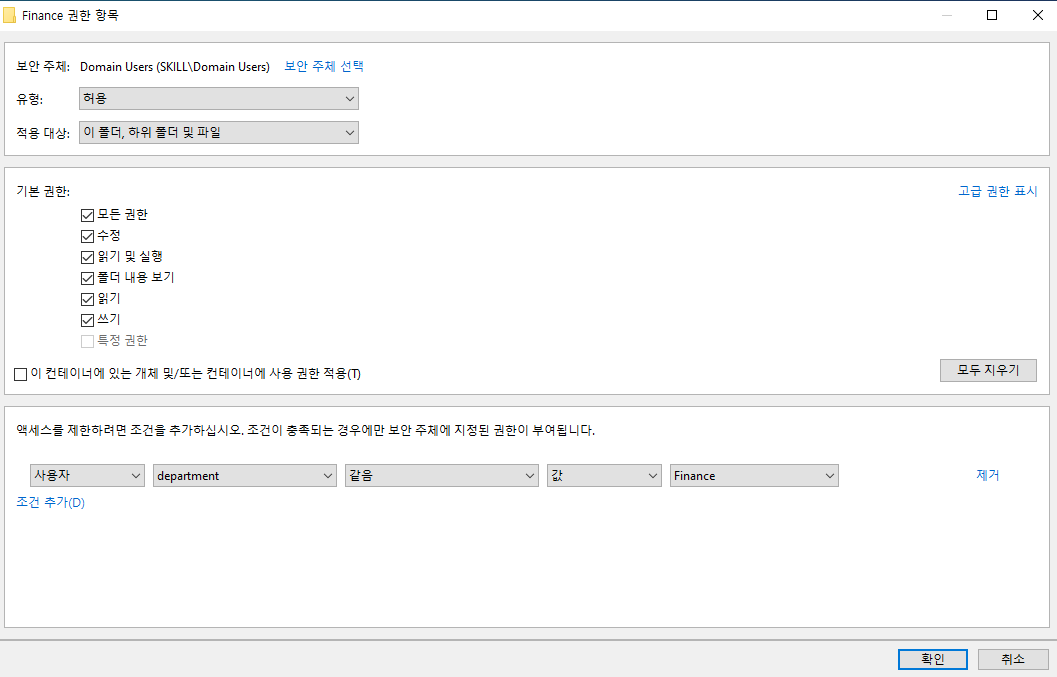 Finance 권한 항목
보안 주체: Domain Users (SKILL\Domain Users) 보안 주체 선택
유형: 허용
적용 대상: 이 폴더, 하위 폴더 및 파일
기본 권한: 고급 권한 표시
모든 권한
수정
읽기 및 실행
폴더 내용 보기
읽기
쓰기
특정 권한
이 컨테이너에 있는 개체 및/또는 컨테이너에 사용 권한 적용(T) 모두 지우기
액세스를 제한하려면 조건을 추가하십시오. 조건이 충족되는 경우에만 보안 주체에 지정된 권한이 부여됩니다.
사용자 department 같음 값 Finance 제거
조건 추가(D)
확인 취소